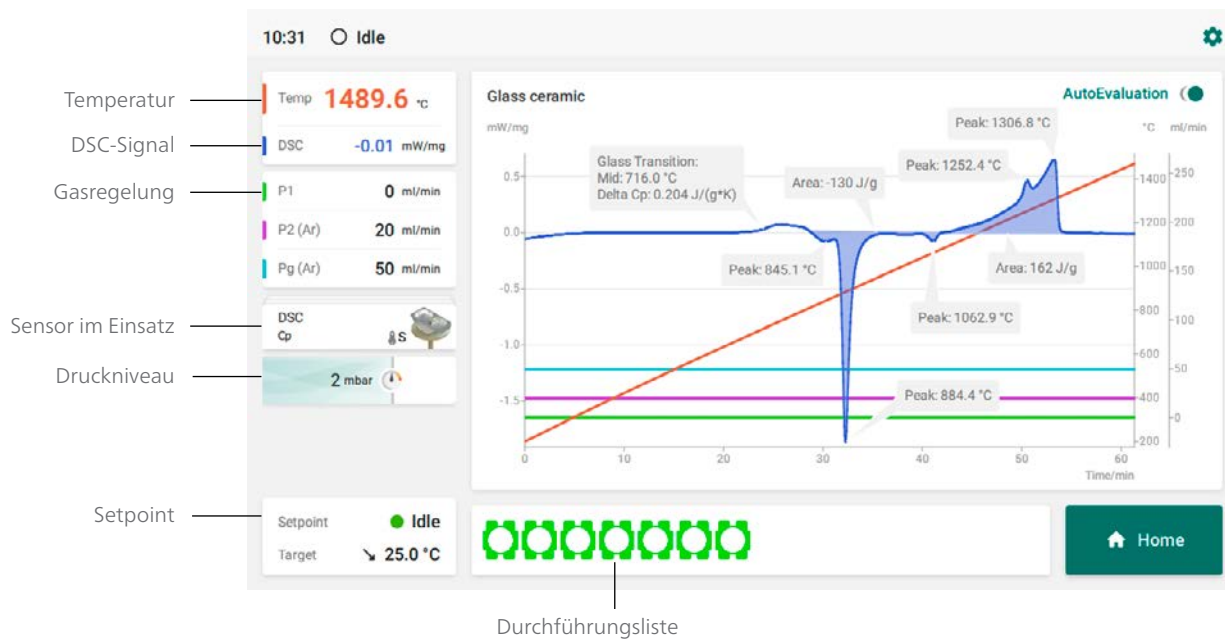 10:31 Idle
Temperatur
Temp 1489.6 °C
DSC-Signal
DSC -0.01 mW/mg
Gasregelung
P1 0 ml/min
P2 (Ar) 20 ml/min
Pg (Ar) 50 ml/min
Sensor im Einsatz
DSC
Cp
S
Druckniveau
2 mbar
Setpoint
Setpoint Idle
Target ↘ 25.0 °C
Glass ceramic
AutoEvaluation
mW/mg
°C ml/min
Peak: 1306.8 °C
Glass Transition:
Mid: 716.0 °C
Delta Cp: 0.204 J/(g*K)
Area: -130 J/g
Peak: 1252.4 °C
Peak: 845.1 °C
Area: 162 J/g
Peak: 1062.9 °C
Peak: 884.4 °C
0.5
0.0
-0.5
-1.0
-1.5
1400
1200
1000
800
600
400
200
250
200
150
100
50
0
0 10 20 30 40 50 60
Time/min
Home
Durchführungsliste